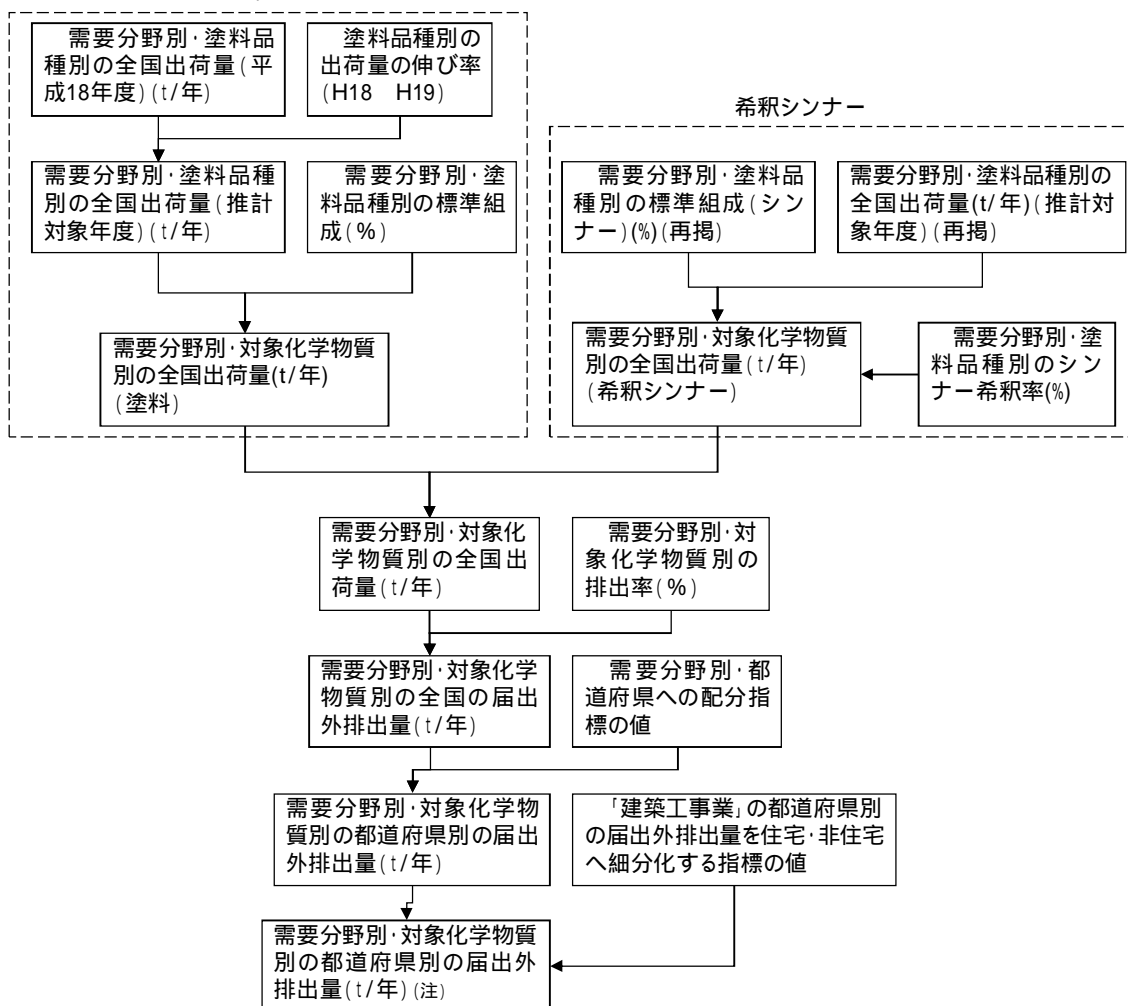 需要分野別･塗料品
種別の全国出荷量(平
成18年度)(t/年)
塗料品種別の
出荷量の伸び率
(H18　H19)
需要分野別･塗料品種
別の全国出荷量(推計
対象年度)(t/年)
需要分野別･塗
料品種別の標準組
成(%)
需要分野別･対象化学物質
別の全国出荷量(t/年)
(塗料)
希釈シンナー
需要分野別･塗料品
種別の標準組成(シン
ナー)(%)(再掲)
需要分野別･塗料品種別の
全国出荷量(t/年)(推計対
象年度)(再掲)
需要分野別･対象化学物質
別の全国出荷量(t/年)
(希釈シンナー)
需要分野別･塗
料品種別のシン
ナー希釈率(%)
需要分野別･対象化
学物質別の全国出
荷量(t/年)
需要分野別･対
象化学物質別の
排出率(%)
需要分野別･対象化学
物質別の全国の届出
外排出量(t/年)
需要分野別･都
道府県への配分指
標の値
需要分野別･対象化学物
質別の都道府県別の届出
外排出量(t/年)
｢建築工事業｣の都道府県別
の届出外排出量を住宅･非住宅
へ細分化する指標の値
需要分野別･対象化学物質
別の都道府県別の届出外
排出量(t/年)(注)